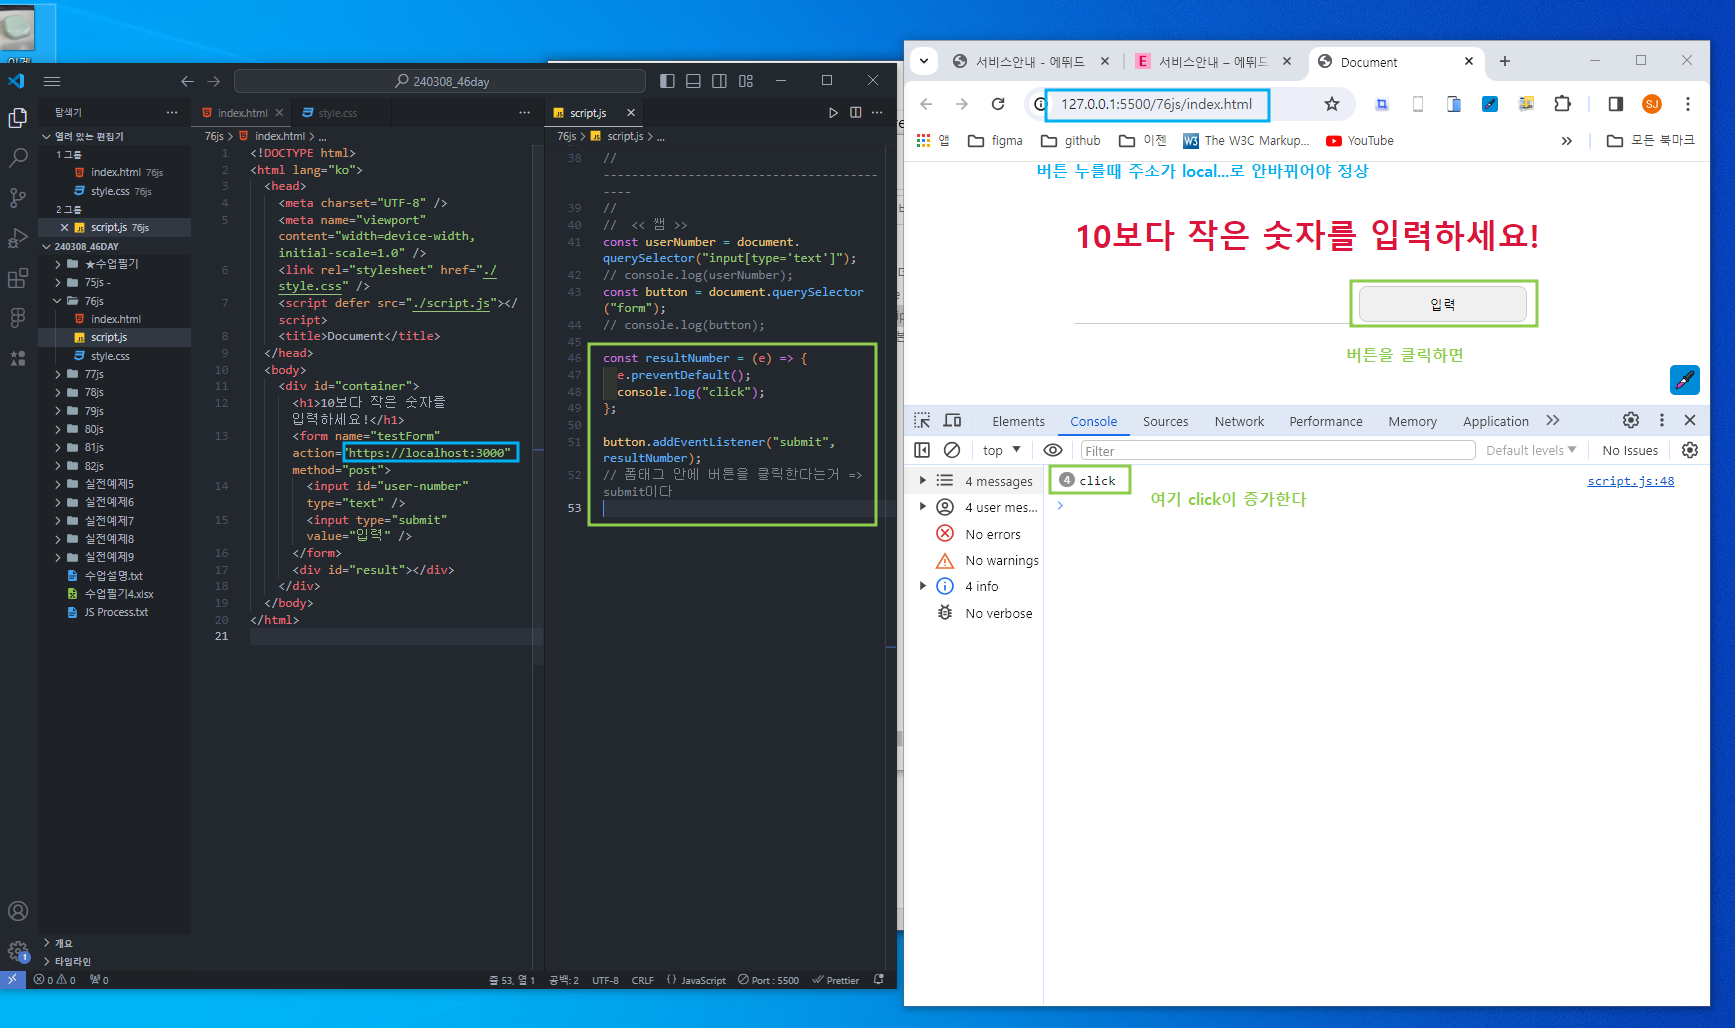 240308_46day
탐색기
열려 있는 편집기
1 그룹
index.html 76js
style.css 76js
2 그룹
script.js 76js
240308_46DAY
★수업필기
75js -
76js
index.html
script.js
style.css
77js
78js
79js
80js
81js
82js
실전예제5
실전예제6
실전예제7
실전예제8
실전예제9
수업설명.txt
수업필기4.xlsx
JS Process.txt
개요
타임라인
index.html
style.css
76js > index.html > ...
1 <!DOCTYPE html>
2 <html lang="ko">
3 <head>
4 <meta charset="UTF-8" />
5 <meta name="viewport"
content="width=device-width,
initial-scale=1.0" />
6 <link rel="stylesheet" href="./
style.css" />
7 <script defer src="./script.js"></
script>
8 <title>Document</title>
9 </head>
10 <body>
11 <div id="container">
12 <h1>10보다 작은 숫자를
입력하세요!</h1>
13 <form name="testForm"
action="https://localhost:3000"
method="post">
14 <input id="user-number"
type="text" />
15 <input type="submit"
value="입력" />
16 </form>
17 <div id="result"></div>
18 </div>
19 </body>
20 </html>
21
script.js
76js > script.js > ...
38 //
---------------------------------------
----
39 //
40 // << 쌤 >>
41 const userNumber = document.
querySelector("input[type='text']");
42 // console.log(userNumber);
43 const button = document.querySelector
("form");
44 // console.log(button);
45
46 const resultNumber = (e) => {
47 e.preventDefault();
48 console.log("click");
49 };
50
51 button.addEventListener("submit",
resultNumber);
52 // 폼태그 안에 버튼을 클릭한다는거 =>
submit이다
53
1
0 0 0
줄 53, 열 1 공백: 2 UTF-8 CRLF {} JavaScript Port : 5500 Prettier
서비스안내 - 에뛰드
E 서비스안내 – 에뛰드
Document
127.0.0.1:5500/76js/index.html
SJ
앱 figma github 이젠 W3 The W3C Markup... YouTube » 모든 북마크
버튼 누를때 주소가 local...로 안바뀌어야 정상
10보다 작은 숫자를 입력하세요!
입력
버튼을 클릭하면
Elements Console Sources Network Performance Memory Application »
top Filter Default levels No Issues
4 messages
4 user mes...
No errors
No warnings
4 info
No verbose
4 click script.js:48
여기 click이 증가한다